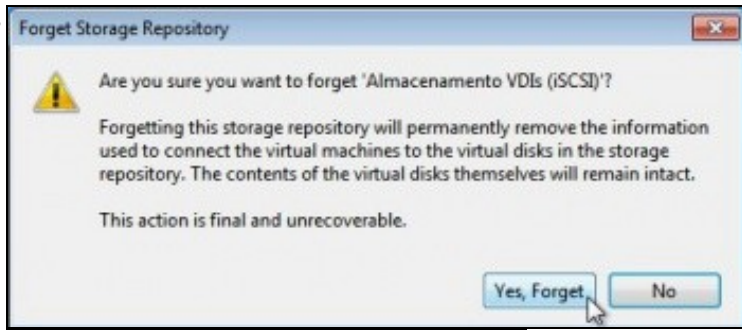 Forget Storage Repository
Are you sure you want to forget 'Almacenamento VDIs (iSCSI)'?
Forgetting this storage repository will permanently remove the information
used to connect the virtual machines to the virtual disks in the storage
repository. The contents of the virtual disks themselves will remain intact.
This action is final and unrecoverable.
Yes, Forget No